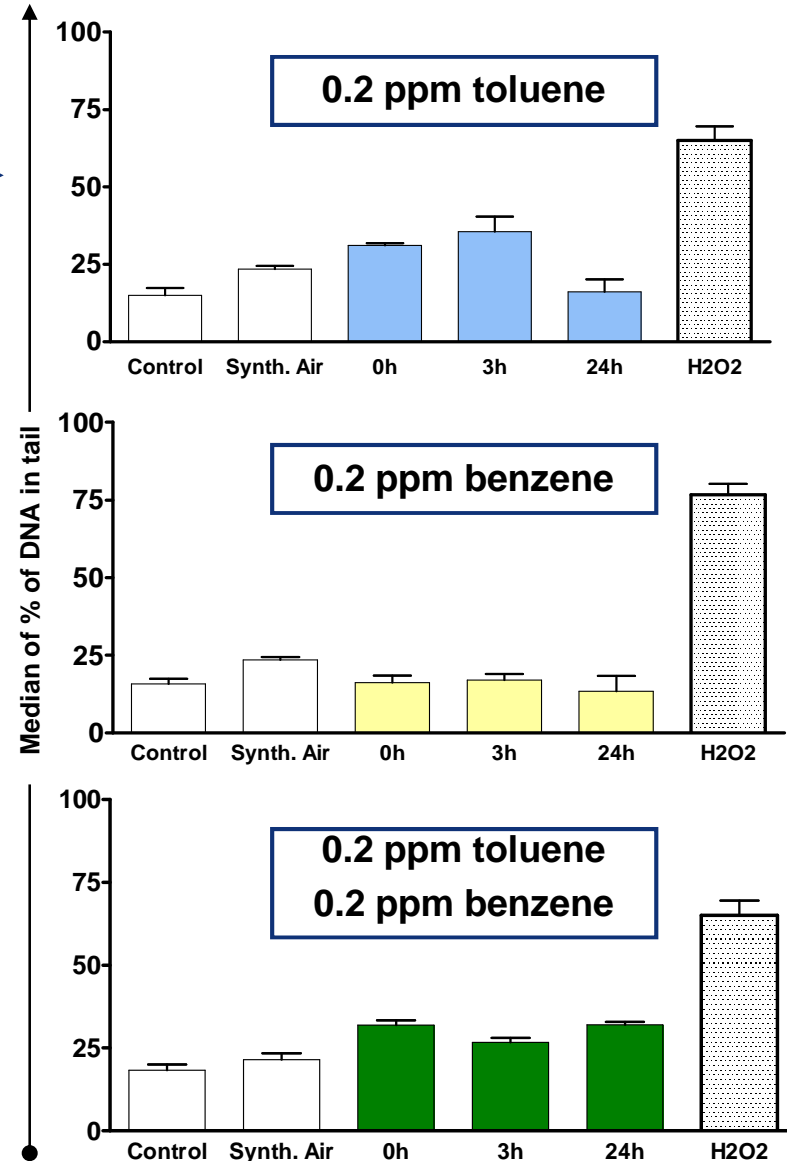 100
0.2 ppm toluene
75
50
25
0
Control Synth. Air 0h 3h 24h H2O2
Median of % of DNA in tail
100
0.2 ppm benzene
75
50
25
0
Control Synth. Air 0h 3h 24h H2O2
100
0.2 ppm toluene
0.2 ppm benzene
75
50
25
0
Control Synth. Air 0h 3h 24h H2O2